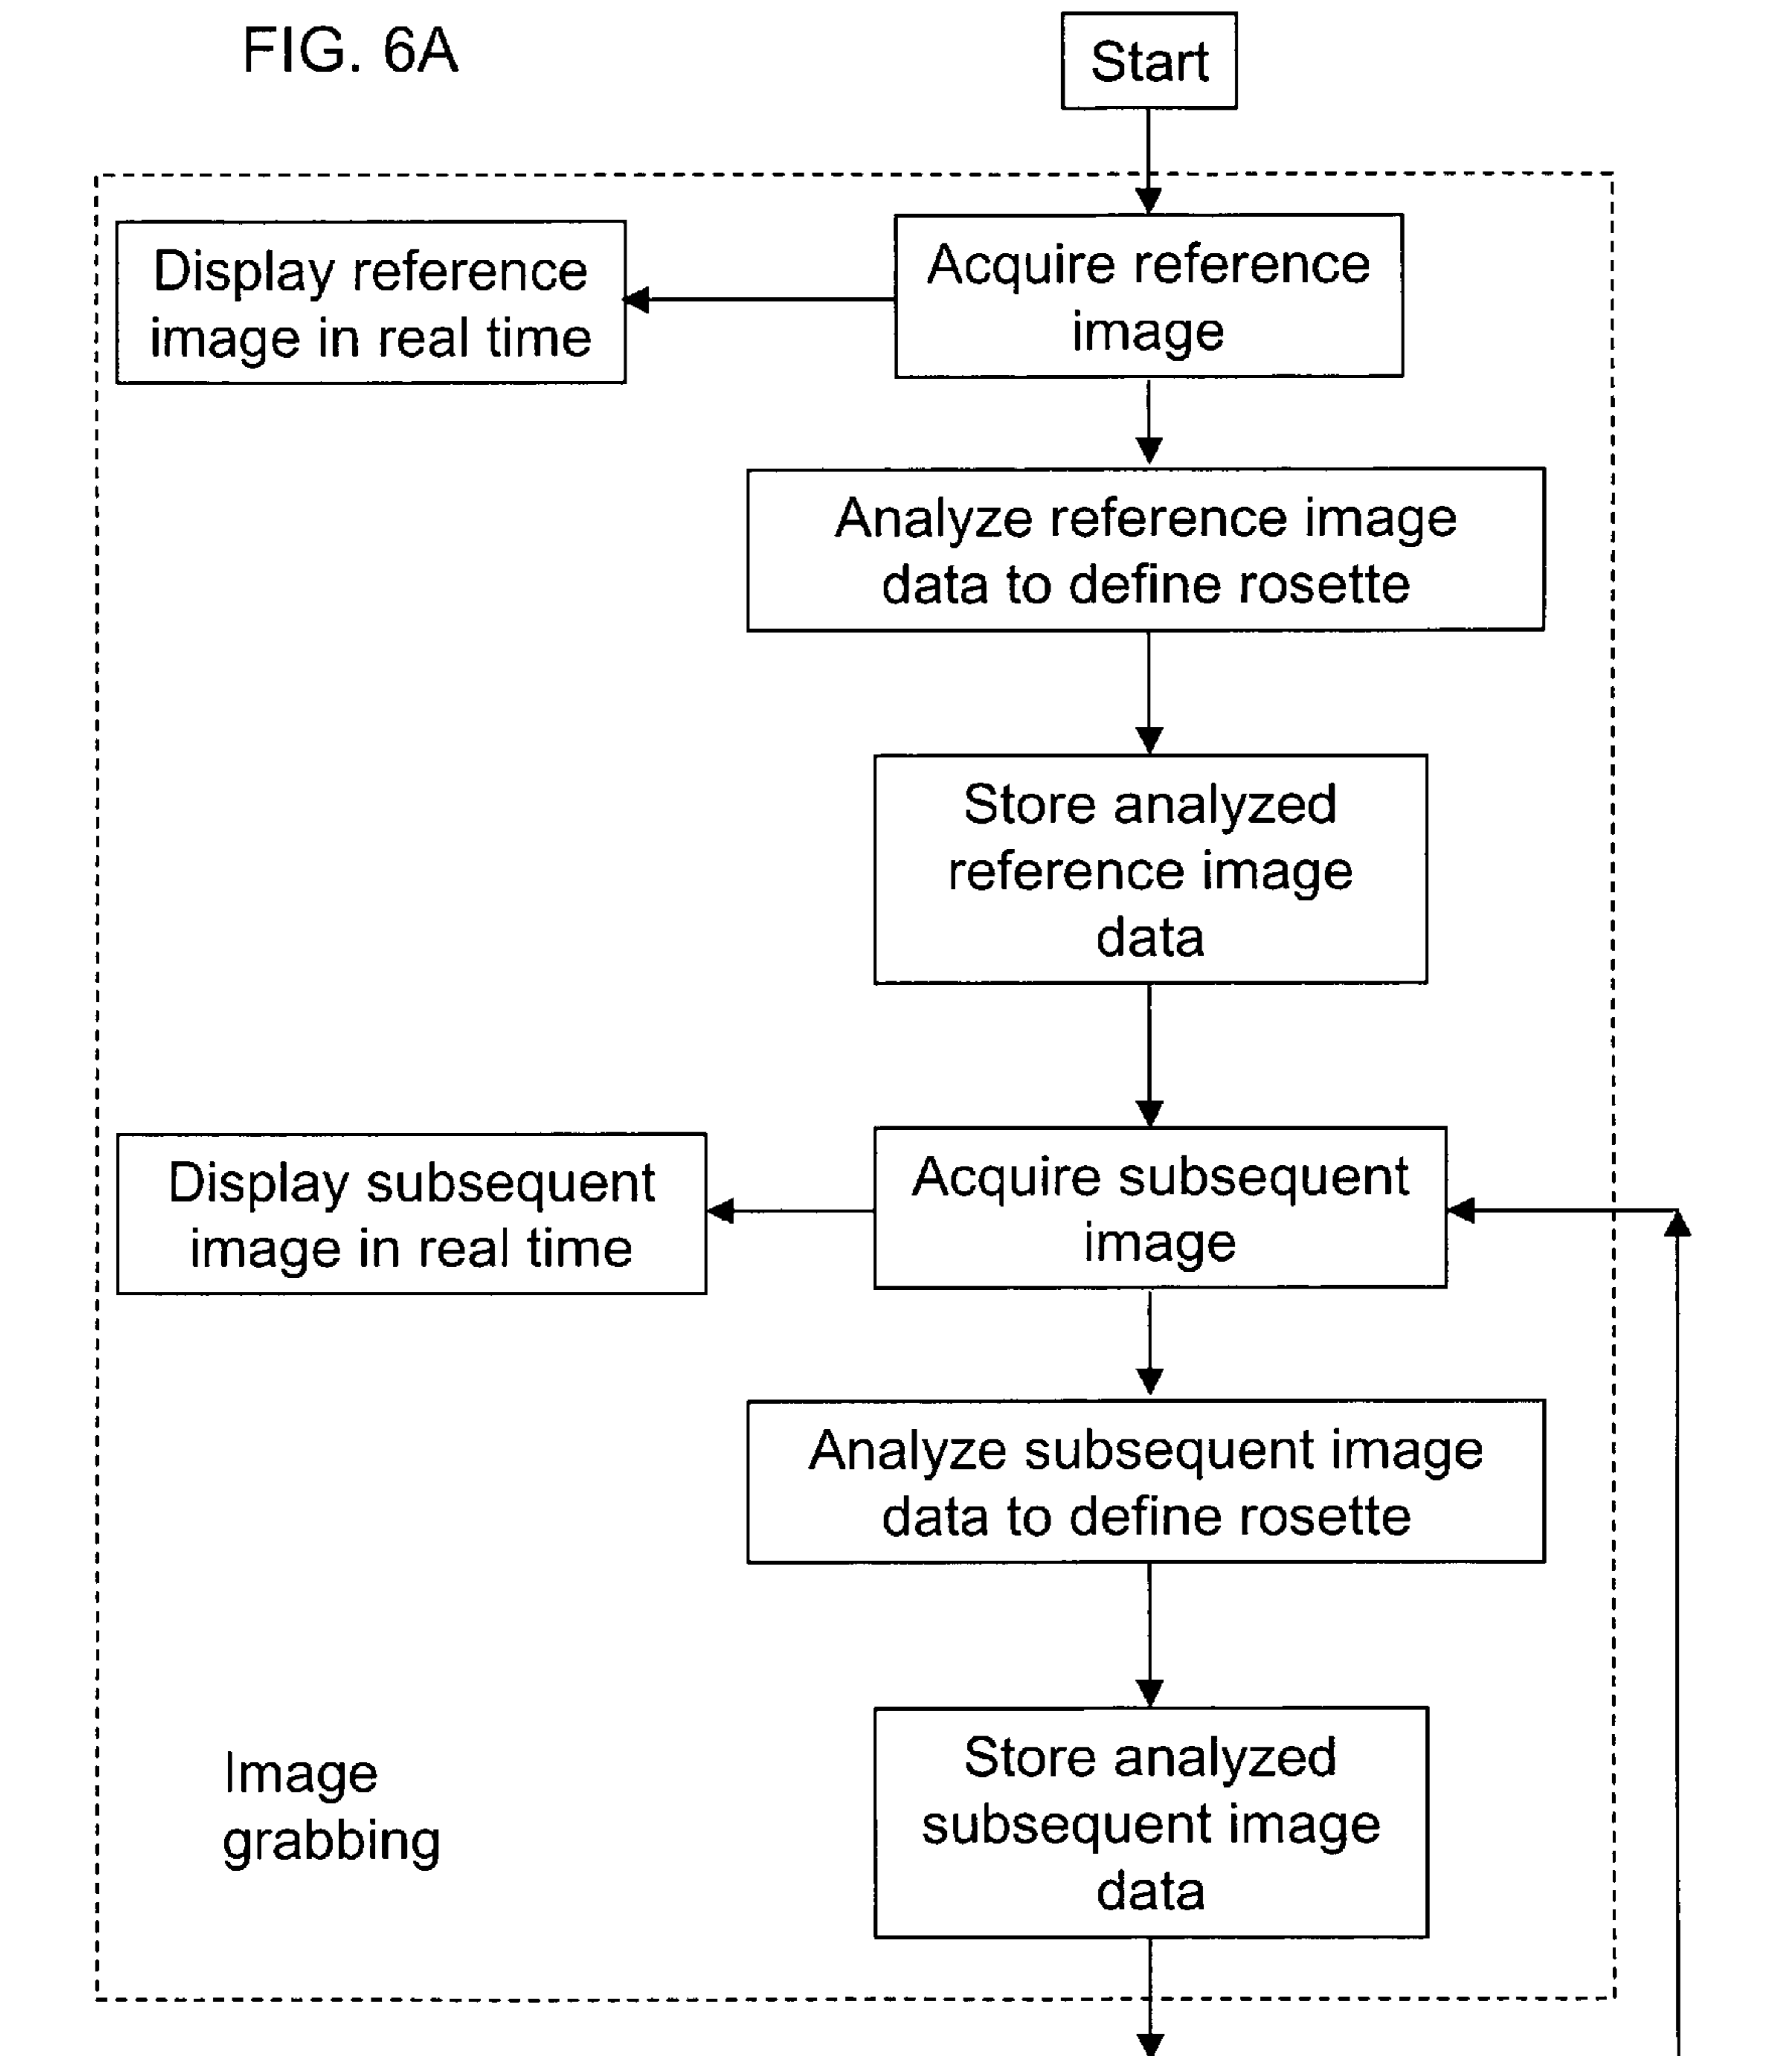 FIG. 6A
Start
Display reference
image in real time
Acquire reference
image
Analyze reference image
data to define rosette
Store analyzed
reference image
data
Display subsequent
image in real time
Acquire subsequent
image
Analyze subsequent image
data to define rosette
Store analyzed
subsequent image
data
Image
grabbing